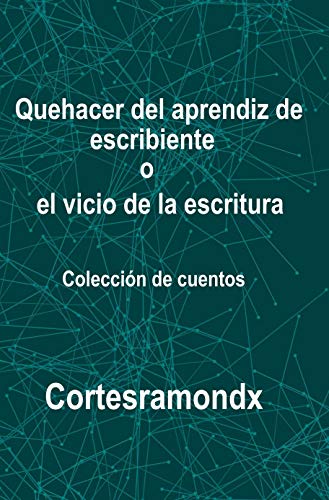 Quehacer del aprendiz de
escribiente
o
el vicio de la escritura
Colección de cuentos
Cortesramondx